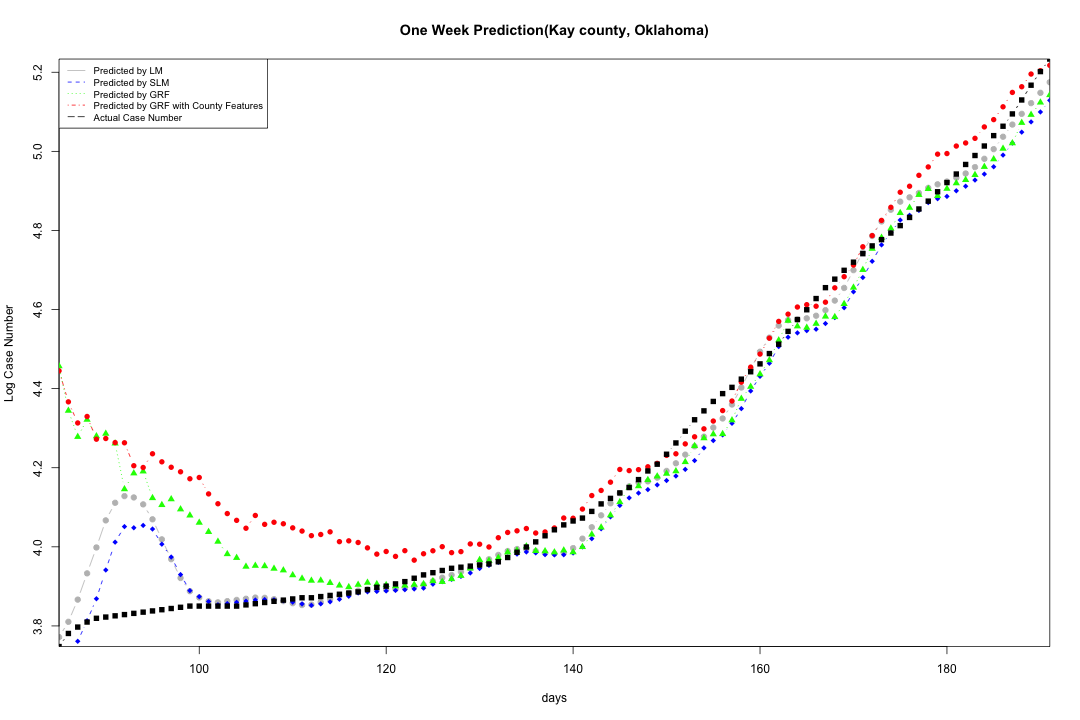 One Week Prediction(Kay county, Oklahoma)
Predicted by LM
Predicted by SLM
Predicted by GRF
Predicted by GRF with County Features
Actual Case Number
Log Case Number
5.2
5.0
4.8
4.6
4.4
4.2
4.0
3.8
100 120 140 160 180
days